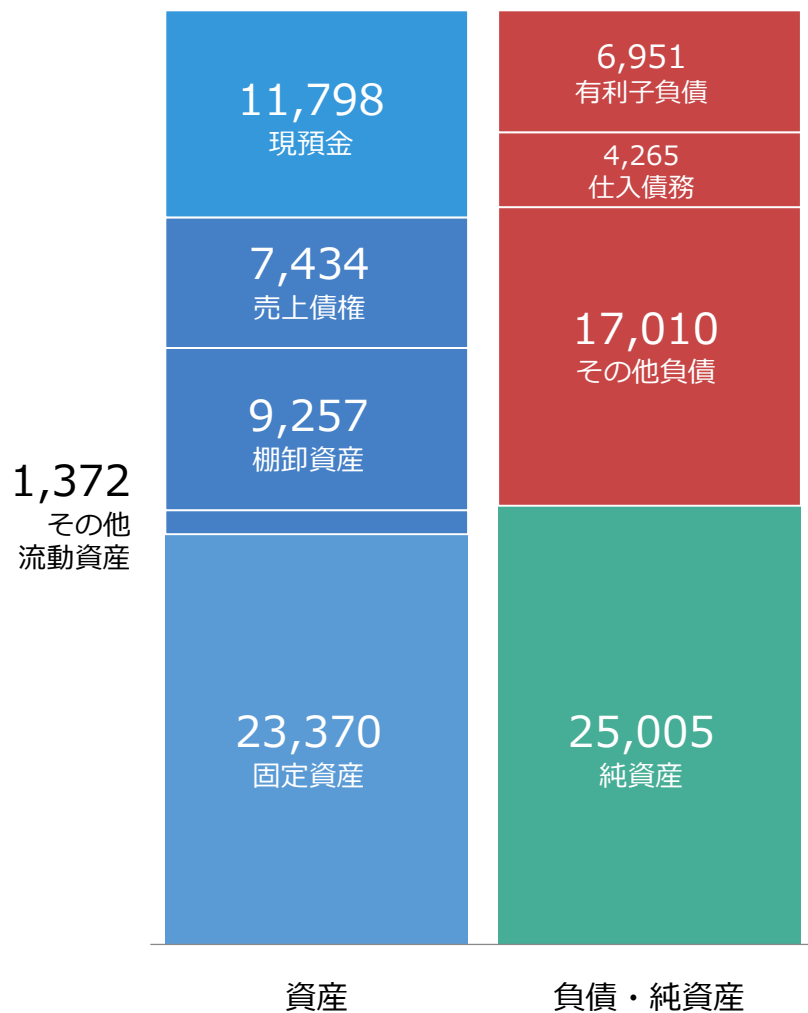 11,798
現預金
7,434
売上債権
9,257
棚卸資産
1,372
その他
流動資産
23,370
固定資産
6,951
有利子負債
4,265
仕入債務
17,010
その他負債
25,005
純資産
資産
負債・純資産